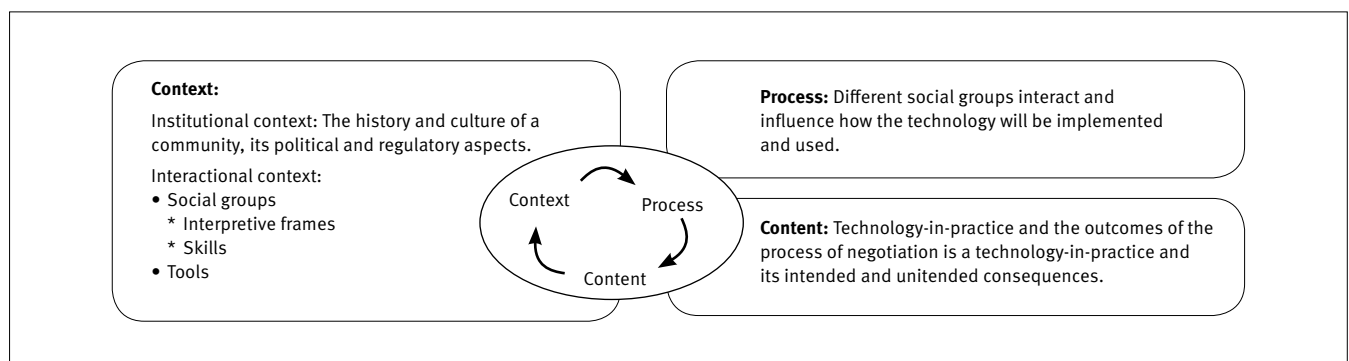 Context:
Institutional context: The history and culture of a
community, its political and regulatory aspects.
Interactional context:
• Social groups
* Interpretive frames
* Skills
• Tools
Process: Different social groups interact and
influence how the technology will be implemented
and used.
Context
Process
Content
Content: Technology-in-practice and the outcomes of the
process of negotiation is a technology-in-practice and
its intended and unitended consequences.